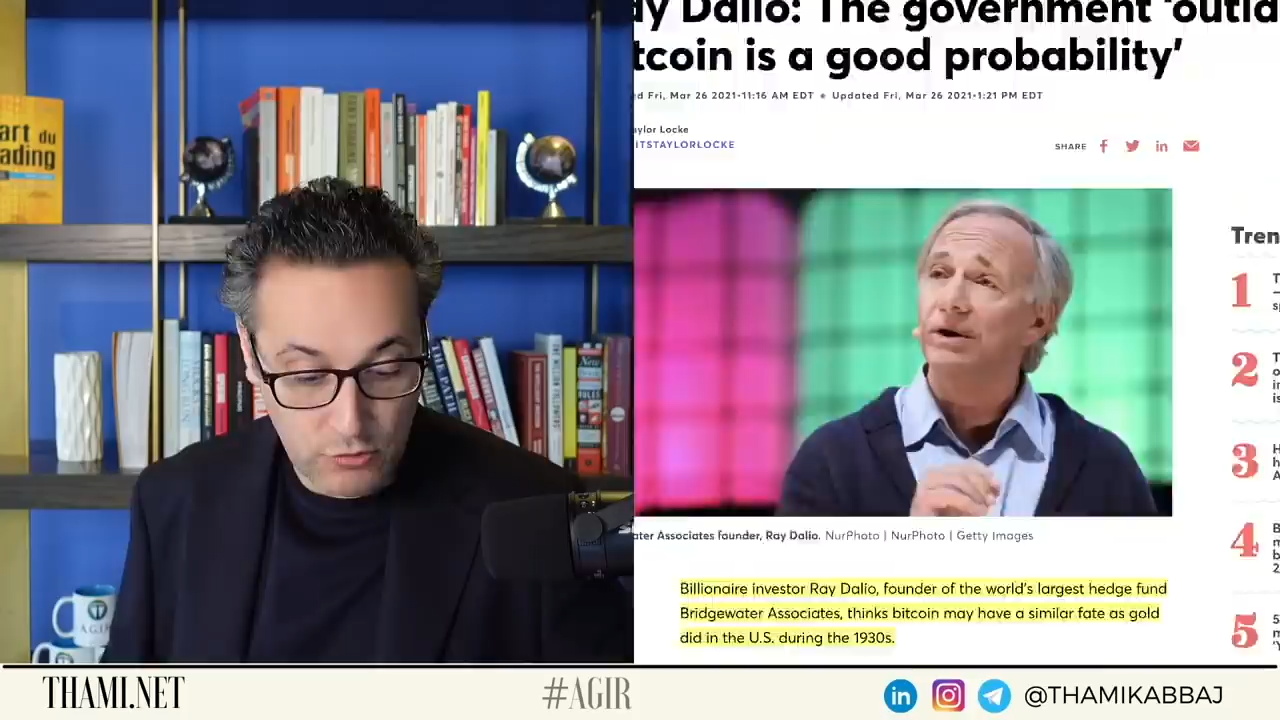 ay Dalio: The government 'outla
tcoin is a good probability'
ed Fri, Mar 26 2021•11:16 AM EDT • Updated Fri, Mar 26 2021•1:21 PM EDT
aylor Locke
ITSTAYLORLOCKE
SHARE
art du
ading
Tren
1
2
3
4
5
ater Associates founder, Ray Dalio. NurPhoto | NurPhoto | Getty Images
Billionaire investor Ray Dalio, founder of the world's largest hedge fund
Bridgewater Associates, thinks bitcoin may have a similar fate as gold
did in the U.S. during the 1930s.
THAMI.NET
#AGIR
@THAMIKABBAJ